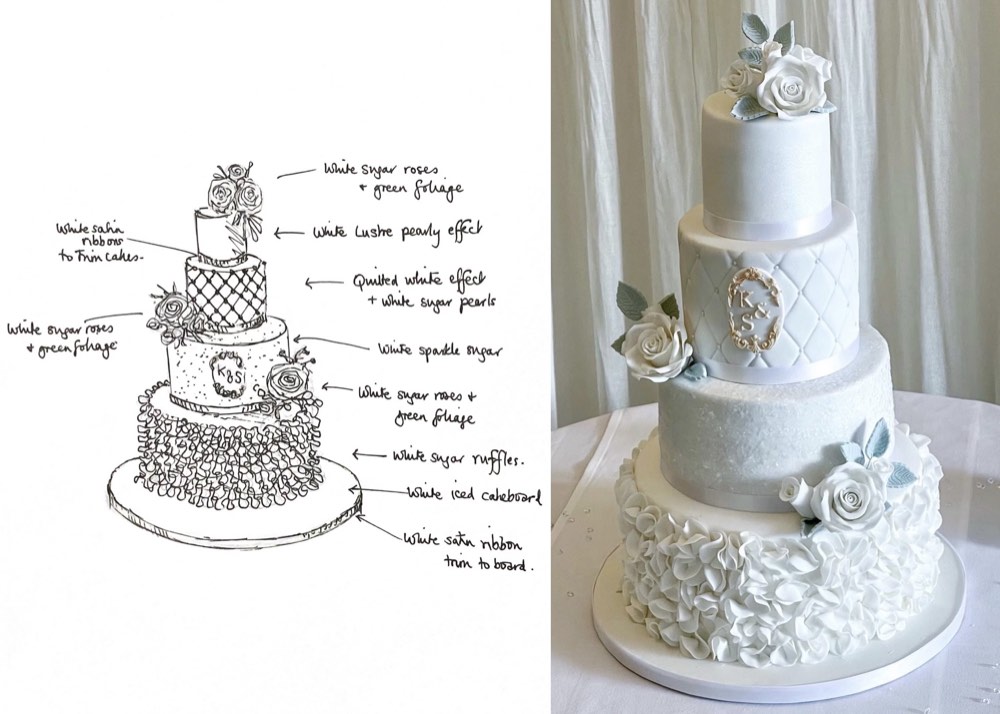 White sugar roses
+ green foliage
White satin
ribbons
to Trim cakes.
White Lustre pearly effect
Quilted white effect
+ white sugar pearls
White sugar roses
+ green foliage
White sparkle sugar
K&S
White sugar roses +
green foliage
White sugar ruffles.
White iced cakeboard
White satin ribbon
trim to board.
K
&
S